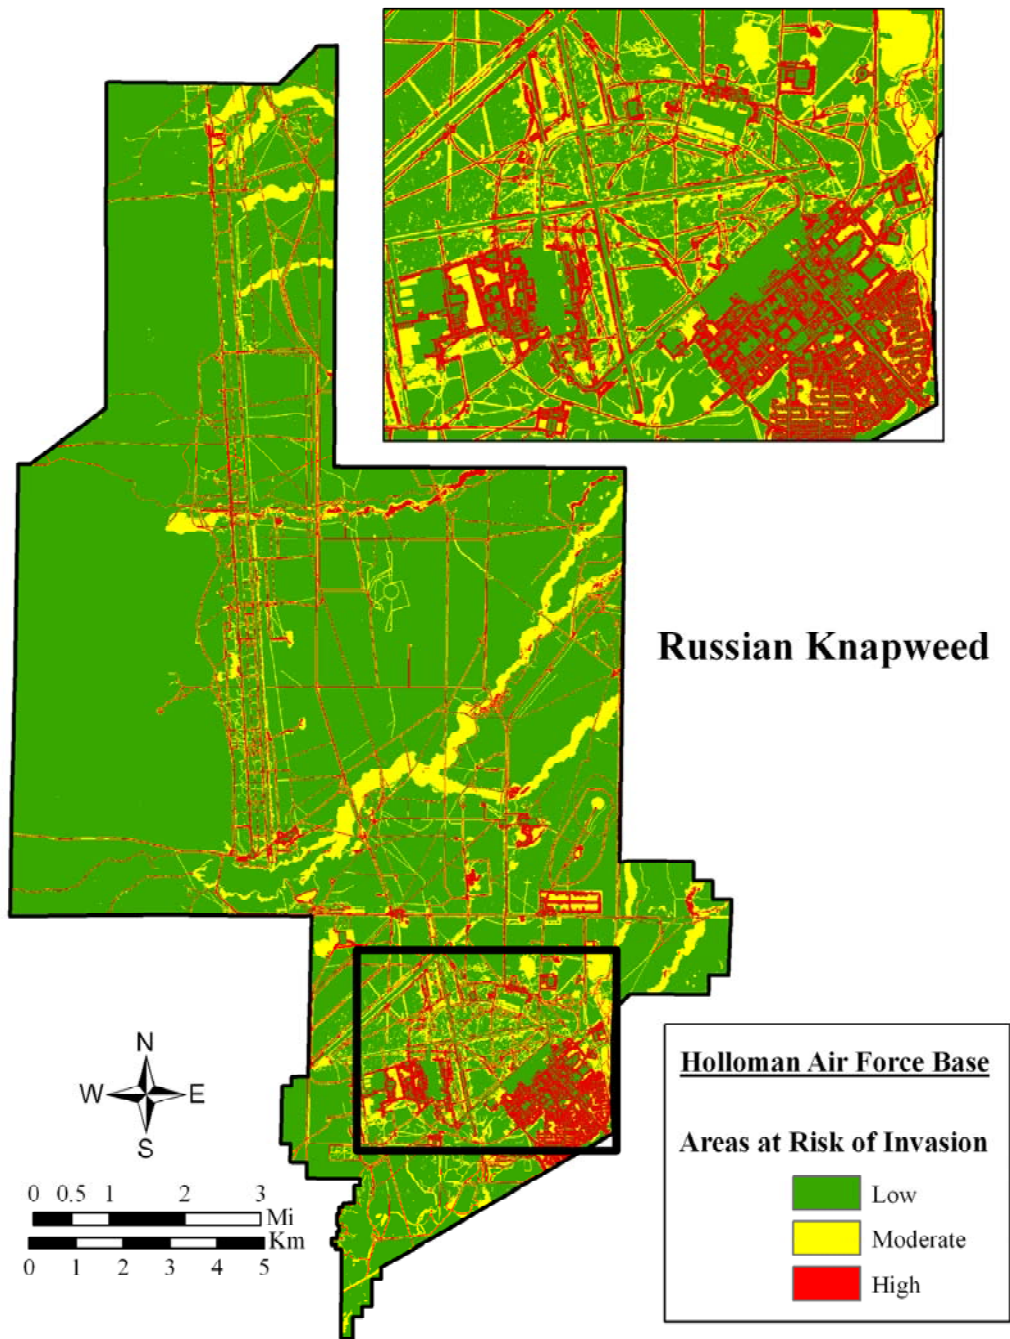 Russian Knapweed
N
W E
S
0 0.5 1 2 3
Mi
Km
0 1 2 3 4 5
Holloman Air Force Base
Areas at Risk of Invasion
Low
Moderate
High